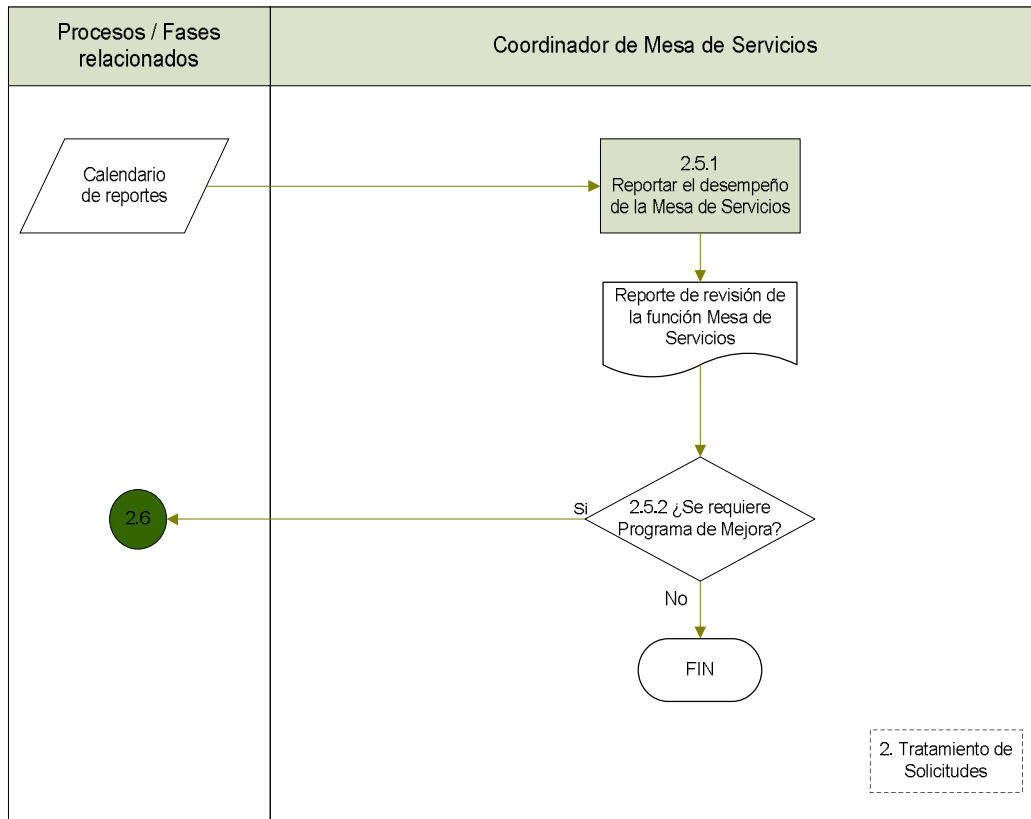 Procesos / Fases
relacionados
Coordinador de Mesa de Servicios
Calendario
de reportes
2.5.1
Reportar el desempeño
de la Mesa de Servicios
Reporte de revisión de
la función Mesa de
Servicios
2.6
Si
2.5.2 ¿Se requiere
Programa de Mejora?
No
FIN
2. Tratamiento de
Solicitudes